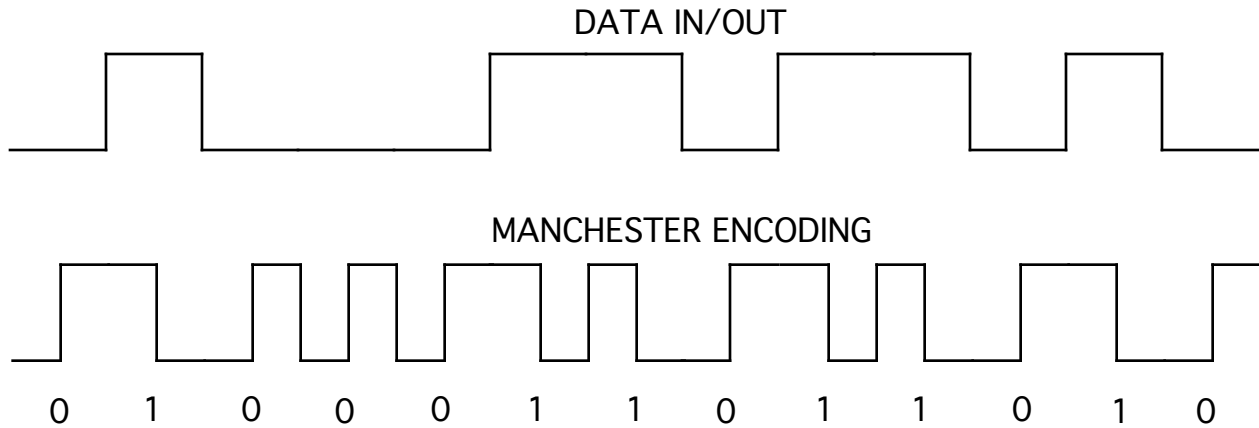 DATA IN/OUT
MANCHESTER ENCODING
0 1 0 0 0 1 1 0 1 1 0 1 0